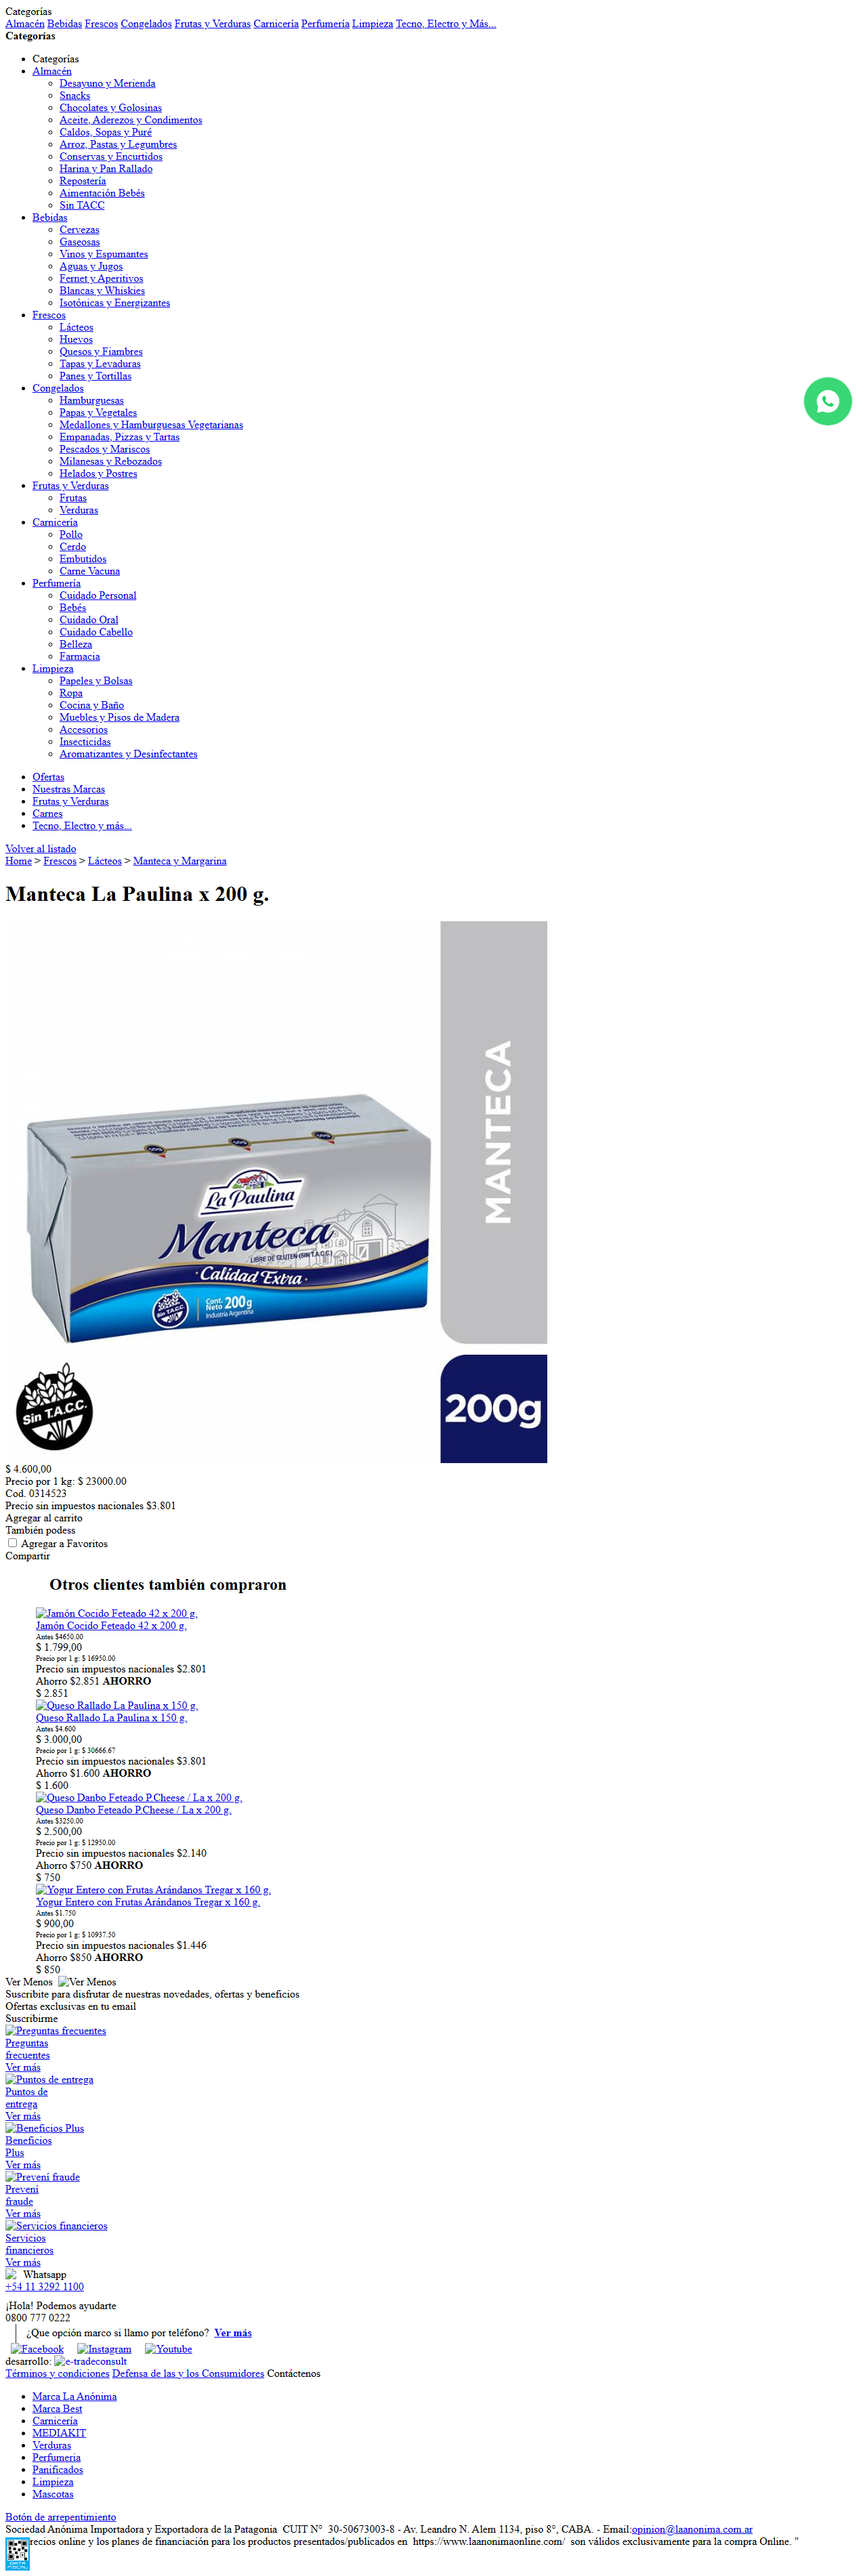 Categorías
Almacén Bebidas Frescos Congelados Frutas y Verduras Carnicería Perfumería Limpieza Tecno, Electro y Más...
Categorías
Categorías
Almacén
Desayuno y Merienda
Snacks
Chocolates y Golosinas
Aceite, Aderezos y Condimentos
Caldos, Sopas y Puré
Arroz, Pastas y Legumbres
Conservas y Encurtidos
Harina y Pan Rallado
Repostería
Aimentación Bebés
Sin TACC
Bebidas
Cervezas
Gaseosas
Vinos y Espumantes
Aguas y Jugos
Fernet y Aperitivos
Blancas y Whiskies
Isotónicas y Energizantes
Frescos
Lácteos
Huevos
Quesos y Fiambres
Tapas y Levaduras
Panes y Tortillas
Congelados
Hamburguesas
Papas y Vegetales
Medallones y Hamburguesas Vegetarianas
Empanadas, Pizzas y Tartas
Pescados y Mariscos
Milanesas y Rebozados
Helados y Postres
Frutas y Verduras
Frutas
Verduras
Carnicería
Pollo
Cerdo
Embutidos
Carne Vacuna
Perfumería
Cuidado Personal
Bebés
Cuidado Oral
Cuidado Cabello
Belleza
Farmacia
Limpieza
Papeles y Bolsas
Ropa
Cocina y Baño
Muebles y Pisos de Madera
Accesorios
Insecticidas
Aromatizantes y Desinfectantes
Ofertas
Nuestras Marcas
Frutas y Verduras
Carnes
Tecno, Electro y más...
Volver al listado
Home > Frescos > Lácteos > Manteca y Margarina
Manteca La Paulina x 200 g.
MANTECA
La Paulina
Manteca
LIBRE DE GLUTEN (SIN T.A.C.C.)
Calidad Extra
Sin T.A.C.C.
Cont. Neto 200g
Industria Argentina
Sin T.A.C.C.
200g
$ 4.600,00
Precio por 1 kg: $ 23000.00
Cod. 0314523
Precio sin impuestos nacionales $3.801
Agregar al carrito
También podess
Agregar a Favoritos
Compartir
Otros clientes también compraron
Jamón Cocido Feteado 42 x 200 g.
Jamón Cocido Feteado 42 x 200 g.
Antes $4650.00
$ 1.799,00
Precio por 1 g: $ 16950.00
Precio sin impuestos nacionales $2.801
Ahorro $2.851 AHORRO
$ 2.851
Queso Rallado La Paulina x 150 g.
Queso Rallado La Paulina x 150 g.
Antes $4.600
$ 3.000,00
Precio por 1 g: $ 30666.67
Precio sin impuestos nacionales $3.801
Ahorro $1.600 AHORRO
$ 1.600
Queso Danbo Feteado P.Cheese / La x 200 g.
Queso Danbo Feteado P.Cheese / La x 200 g.
Antes $3250.00
$ 2.500,00
Precio por 1 g: $ 12950.00
Precio sin impuestos nacionales $2.140
Ahorro $750 AHORRO
$ 750
Yogur Entero con Frutas Arándanos Tregar x 160 g.
Yogur Entero con Frutas Arándanos Tregar x 160 g.
Antes $1.750
$ 900,00
Precio por 1 g: $ 10937.50
Precio sin impuestos nacionales $1.446
Ahorro $850 AHORRO
$ 850
Ver Menos Ver Menos
Suscribite para disfrutar de nuestras novedades, ofertas y beneficios
Ofertas exclusivas en tu email
Suscribirme
Preguntas frecuentes
Preguntas
frecuentes
Ver más
Puntos de entrega
Puntos de
entrega
Ver más
Beneficios Plus
Beneficios
Plus
Ver más
Prevení fraude
Prevení
fraude
Ver más
Servicios financieros
Servicios
financieros
Ver más
Whatsapp
+54 11 3292 1100
¡Hola! Podemos ayudarte
0800 777 0222
¿Que opción marco si llamo por teléfono? Ver más
Facebook Instagram Youtube
desarrollo: e-tradeconsult
Términos y condiciones Defensa de las y los Consumidores Contáctenos
Marca La Anónima
Marca Best
Carnicería
MEDIAKIT
Verduras
Perfumeria
Panificados
Limpieza
Mascotas
Botón de arrepentimiento
Sociedad Anónima Importadora y Exportadora de la Patagonia CUIT N° 30-50673003-8 - Av. Leandro N. Alem 1134, piso 8°, CABA. - Email:opinion@laanonima.com.ar
recios online y los planes de financiación para los productos presentados/publicados en https://www.laanonimaonline.com/ son válidos exclusivamente para la compra Online. "
DATA FISCAL